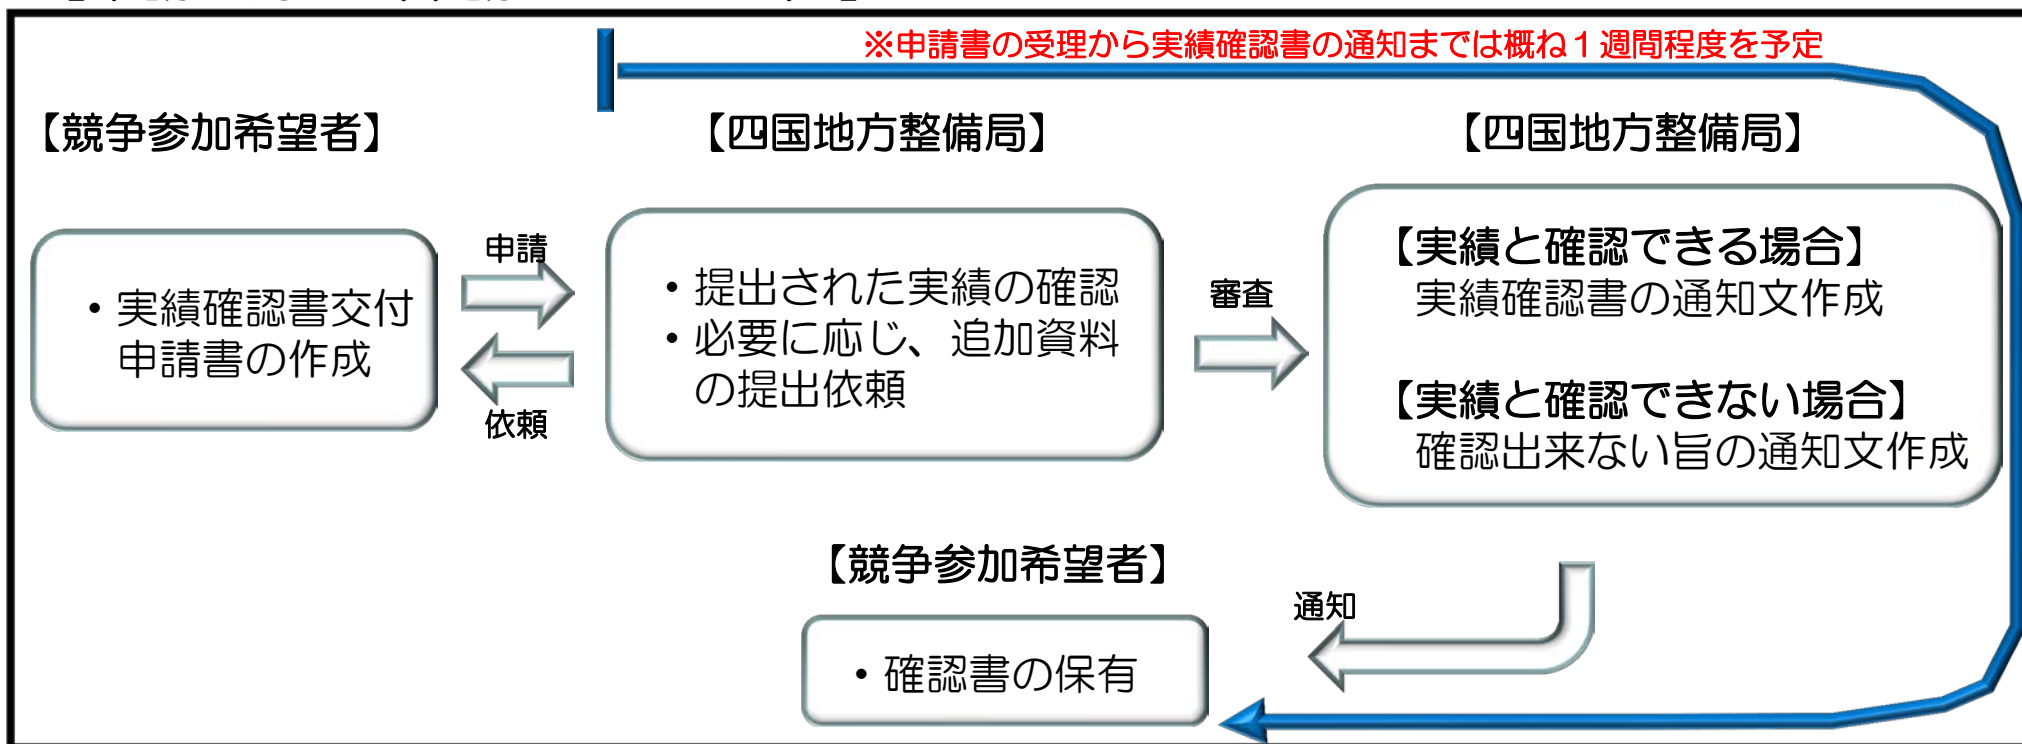 ※申請書の受理から実績確認書の通知までは概ね１週間程度を予定
【競争参加希望者】
・実績確認書交付
申請書の作成
申請
依頼
【四国地方整備局】
・提出された実績の確認
・必要に応じ、追加資料
の提出依頼
審査
【四国地方整備局】
【実績と確認できる場合】
実績確認書の通知文作成
【実績と確認できない場合】
確認出来ない旨の通知文作成
通知
【競争参加希望者】
・確認書の保有